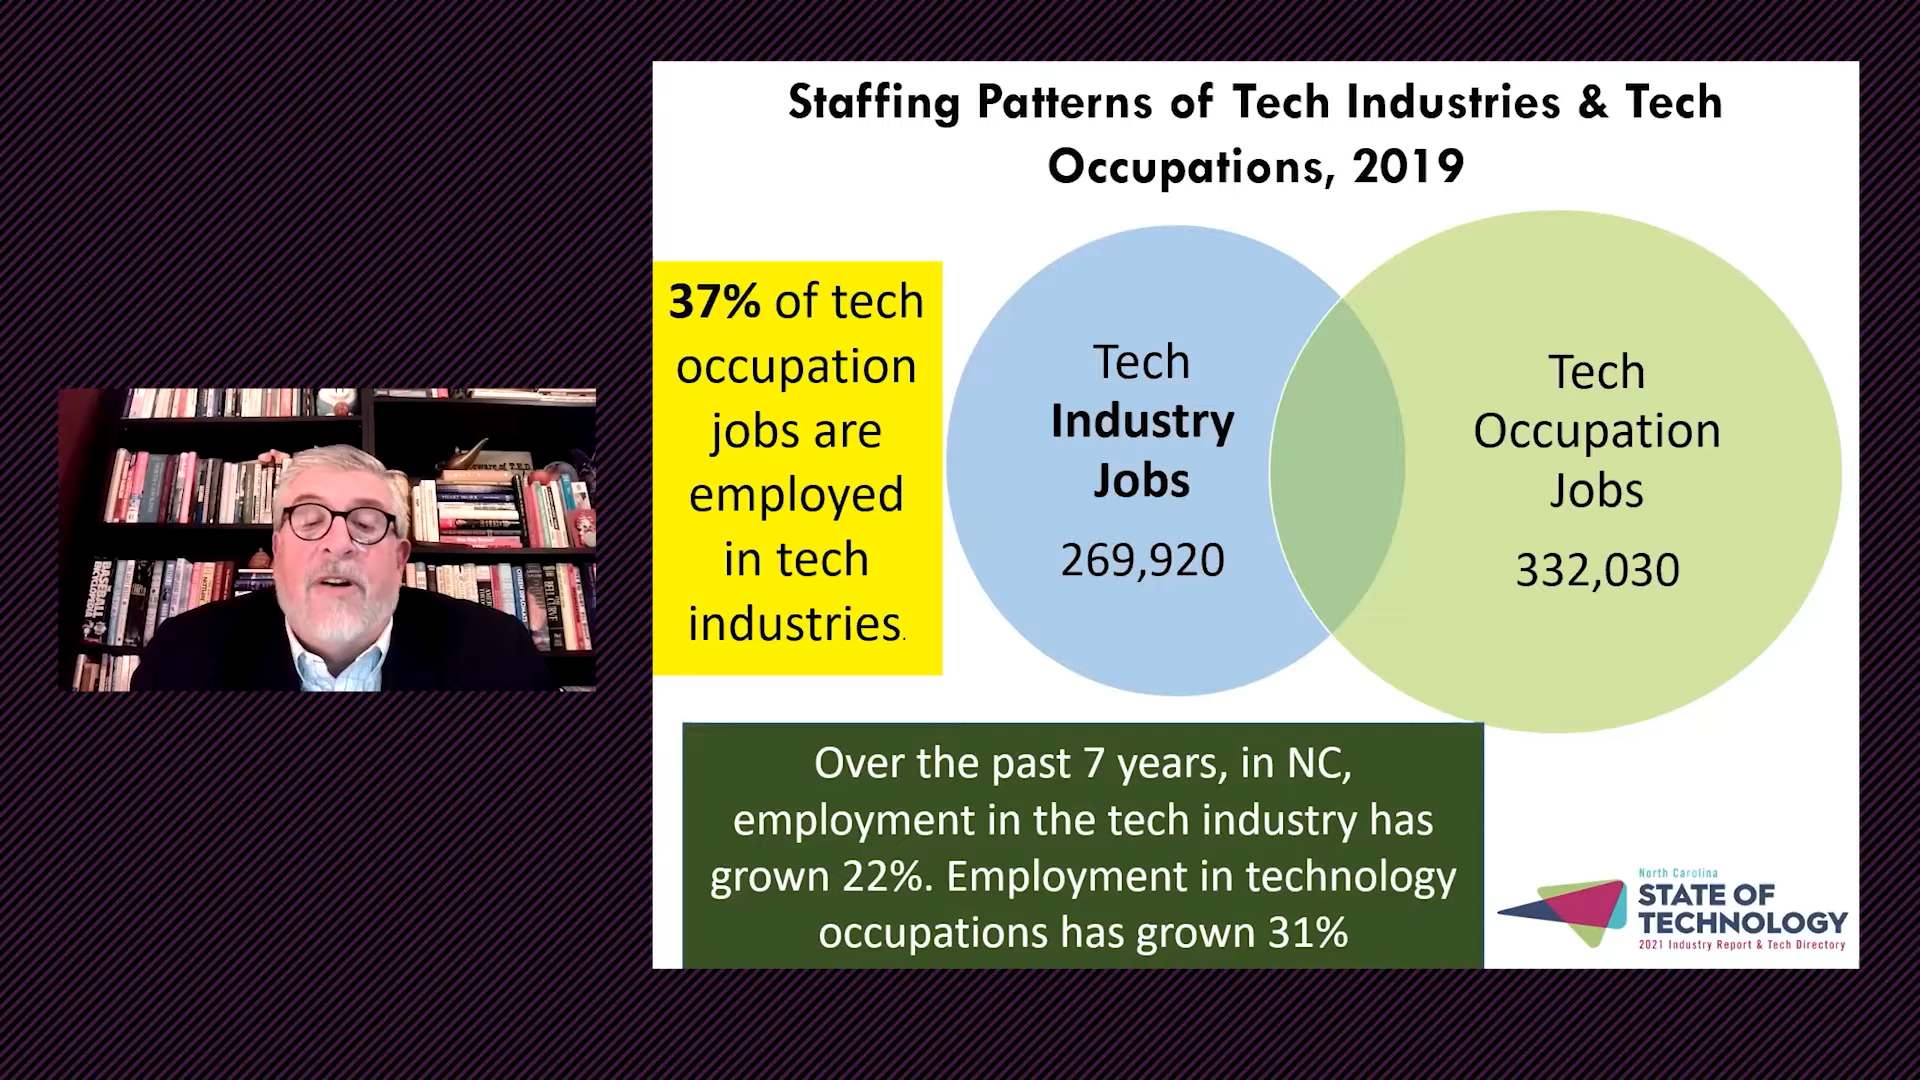 Staffing Patterns of Tech Industries & Tech
Occupations, 2019
37% of tech
occupation
jobs are
employed
in tech
industries.
Tech
Industry
Jobs
269,920
Tech
Occupation
Jobs
332,030
Over the past 7 years, in NC,
employment in the tech industry has
grown 22%. Employment in technology
occupations has grown 31%
North Carolina
STATE OF
TECHNOLOGY
2021 Industry Report & Tech Directory